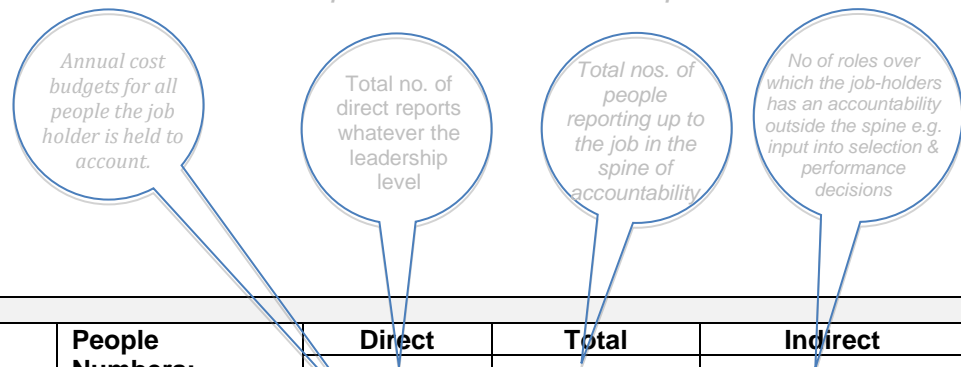 Annual cost
budgets for all
people the job
holder is held to
account.
Total no. of
direct reports
whatever the
leadership
level
Total nos. of
people
reporting up to
the job in the
spine of
accountability
No of roles over
which the job-holders
has an accountability
outside the spine e.g.
input into selection &
performance
decisions
People Direct Total Indirect
Numbers: